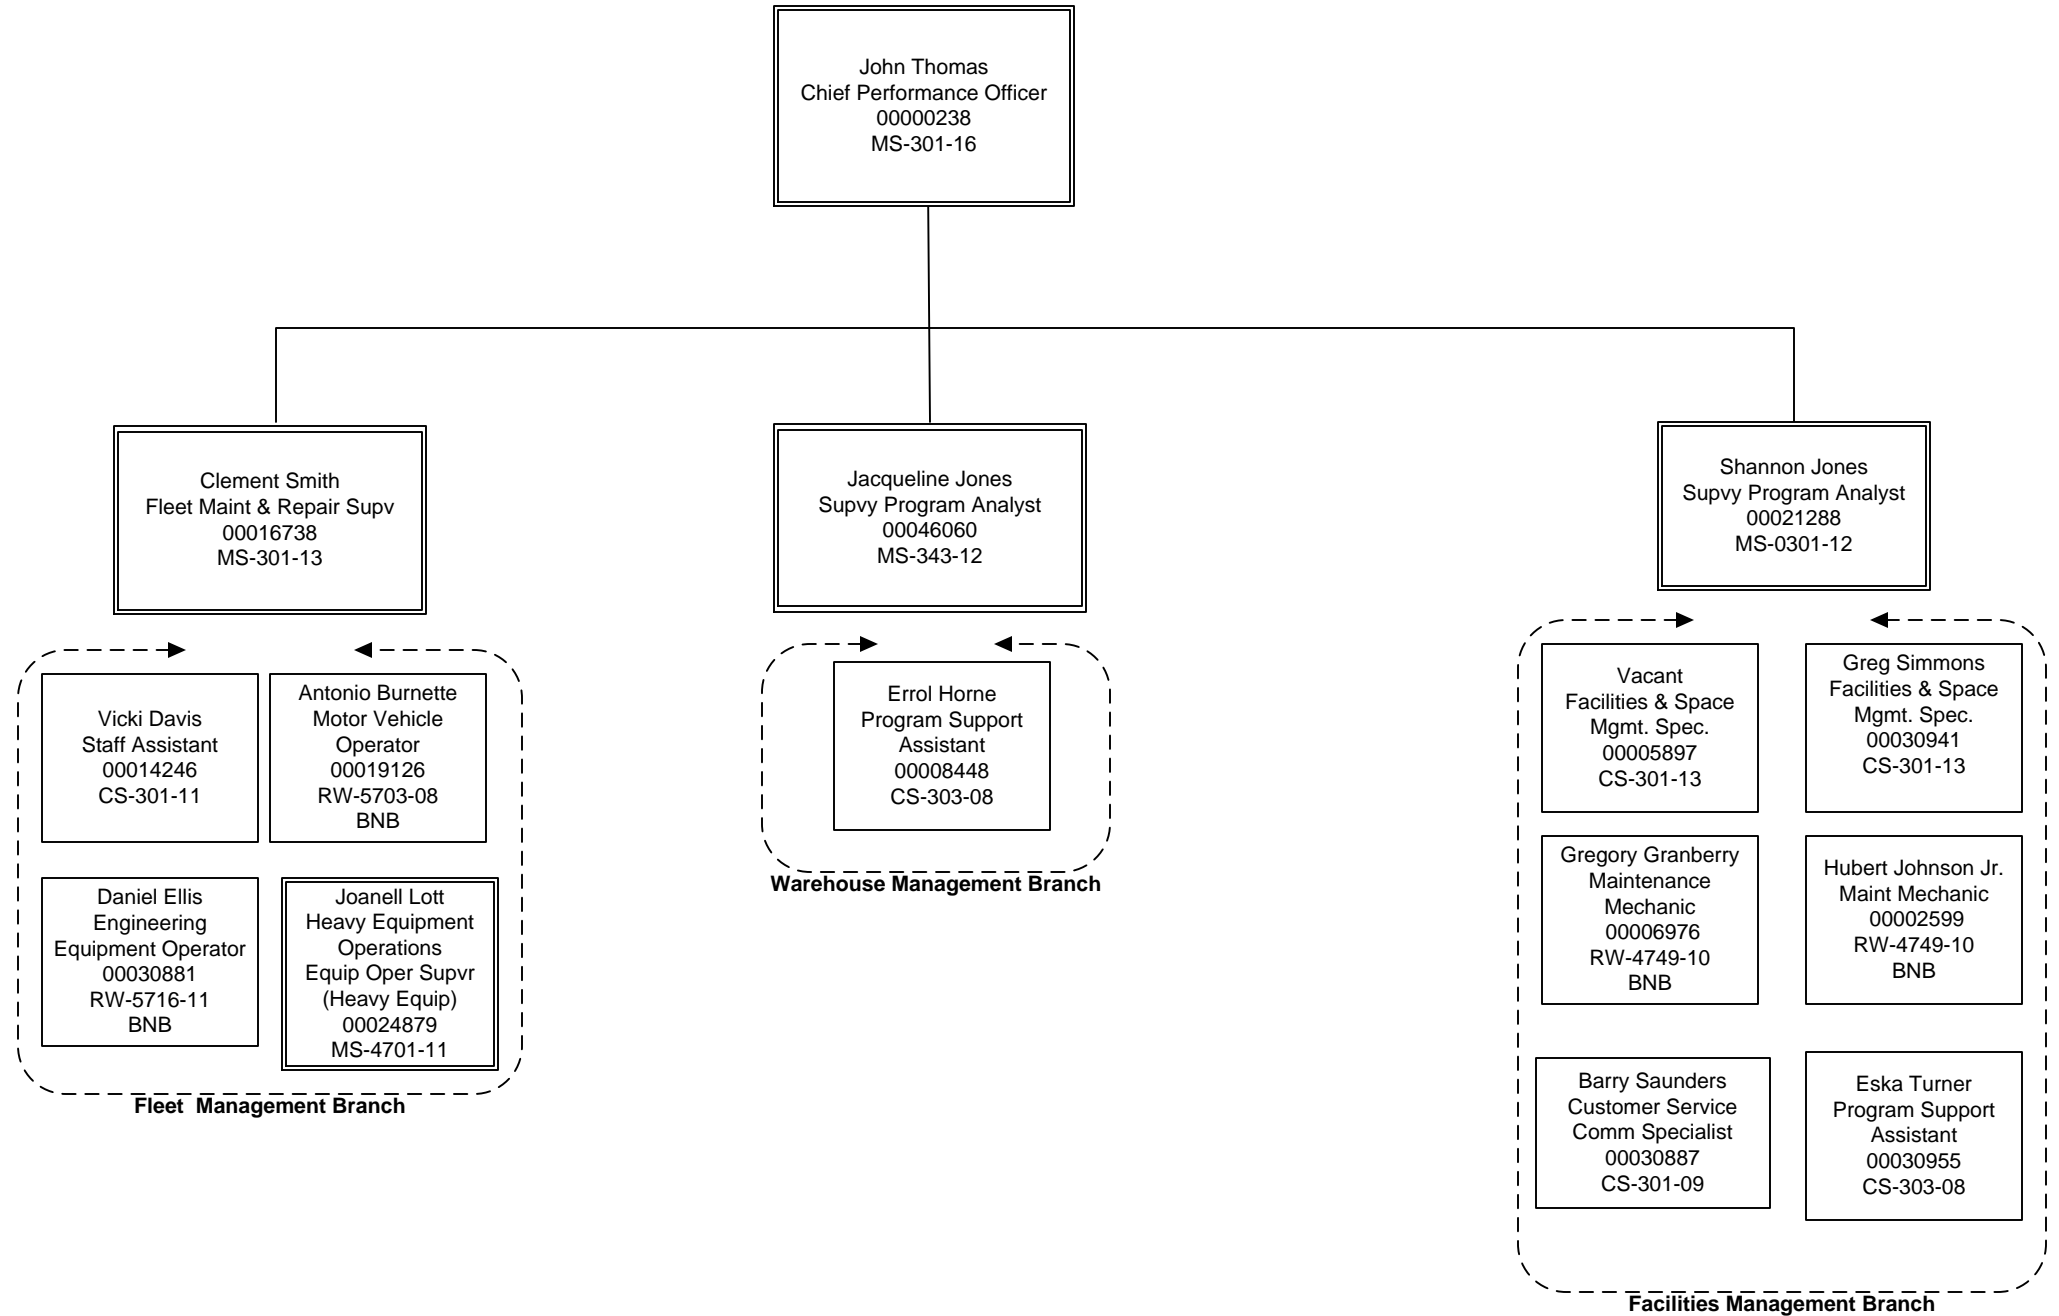 John Thomas
Chief Performance Officer
00000238
MS-301-16
Clement Smith
Fleet Maint & Repair Supv
00016738
MS-301-13
Jacqueline Jones
Supvy Program Analyst
00046060
MS-343-12
Shannon Jones
Supvy Program Analyst
00021288
MS-0301-12
Vicki Davis
Staff Assistant
00014246
CS-301-11
Antonio Burnette
Motor Vehicle
Operator
00019126
RW-5703-08
BNB
Daniel Ellis
Engineering
Equipment Operator
00030881
RW-5716-11
BNB
Joanell Lott
Heavy Equipment
Operations
Equip Oper Supvr
(Heavy Equip)
00024879
MS-4701-11
Fleet  Management Branch
Errol Horne
Program Support
Assistant
00008448
CS-303-08
Warehouse Management Branch
Vacant
Facilities & Space
Mgmt. Spec.
00005897
CS-301-13
Greg Simmons
Facilities & Space
Mgmt. Spec.
00030941
CS-301-13
Gregory Granberry
Maintenance
Mechanic
00006976
RW-4749-10
BNB
Hubert Johnson Jr.
Maint Mechanic
00002599
RW-4749-10
BNB
Barry Saunders
Customer Service
Comm Specialist
00030887
CS-301-09
Eska Turner
Program Support
Assistant
00030955
CS-303-08
Facilities Management Branch